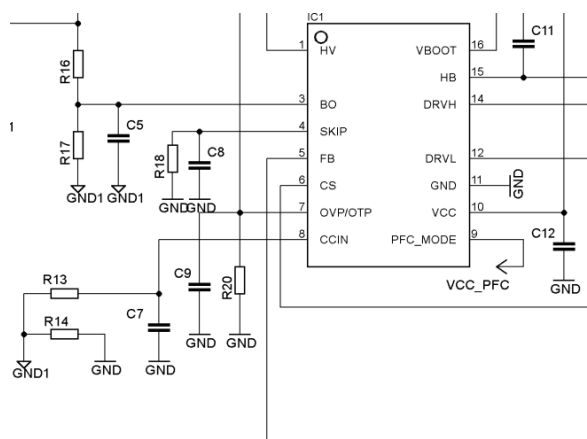 IC1
C11
1
HV
VBOOT
16
R16
HB
15
3
BO
DRVH
14
1
R17
C5
4
SKIP
R18
C8
5
FB
DRVL
12
GND1
GND1
6
CS
GND
11
GND
GND
GND
7
OVP/OTP
VCC
10
8
CCIN
PFC_MODE
9
C12
R13
C9
R20
VCC_PFC
GND
R14
C7
GND1
GND
GND
GND
GND